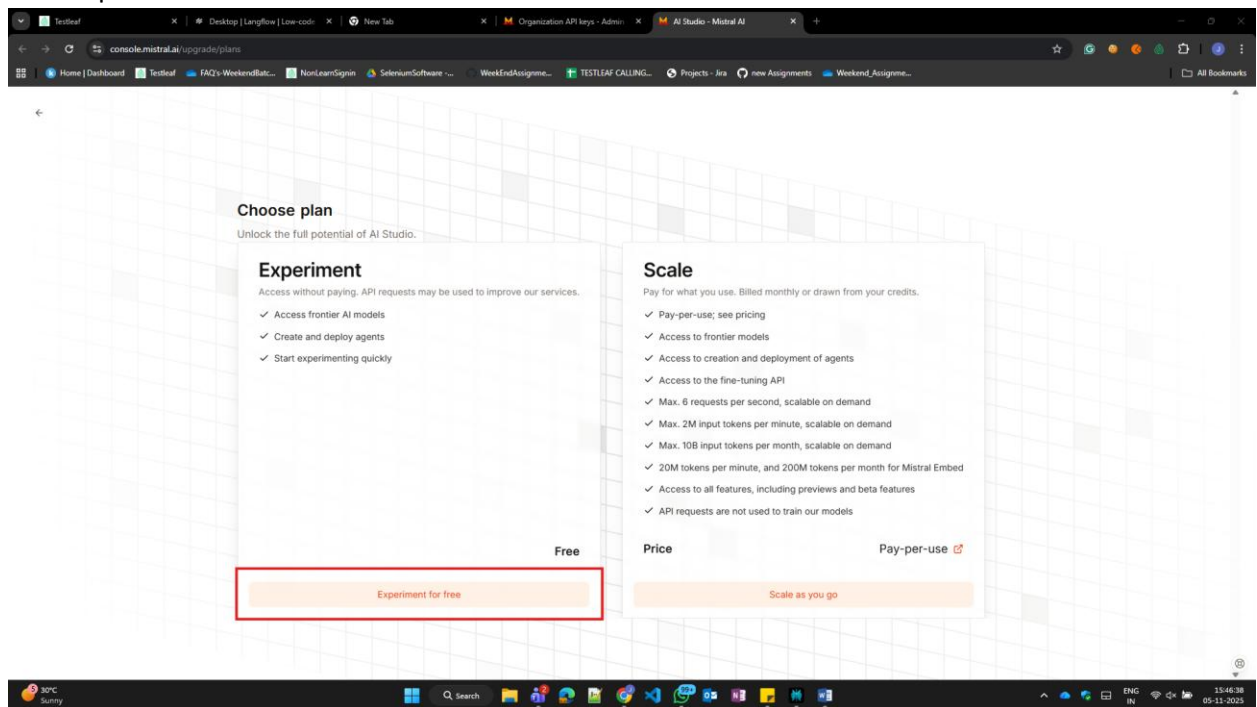 Testleaf
Desktop | Langflow | Low-code
New Tab
Organization API keys - Admin
AI Studio - Mistral AI
console.mistral.ai/upgrade/plans
Home | Dashboard
Testleaf
FAQ's-WeekendBatc...
NonLearnSignin
SeleniumSoftware -...
WeekEndAssignme...
TESTLEAF CALLING...
Projects - Jira
new Assignments
Weekend_Assignme...
All Bookmarks
Choose plan
Unlock the full potential of AI Studio.
Experiment
Access without paying. API requests may be used to improve our services.
Access frontier AI models
Create and deploy agents
Start experimenting quickly
Free
Experiment for free
Scale
Pay for what you use. Billed monthly or drawn from your credits.
Pay-per-use; see pricing
Access to frontier models
Access to creation and deployment of agents
Access to the fine-tuning API
Max. 6 requests per second, scalable on demand
Max. 2M input tokens per minute, scalable on demand
Max. 10B input tokens per month, scalable on demand
20M tokens per minute, and 200M tokens per month for Mistral Embed
Access to all features, including previews and beta features
API requests are not used to train our models
Price
Pay-per-use
Scale as you go
5
30°C
Sunny
Search
99+
ENG
IN
15:46:38
05-11-2025